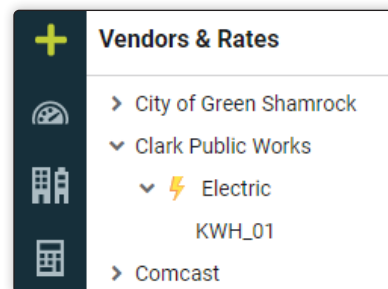 Vendors & Rates
City of Green Shamrock
Clark Public Works
Electric
KWH_01
Comcast